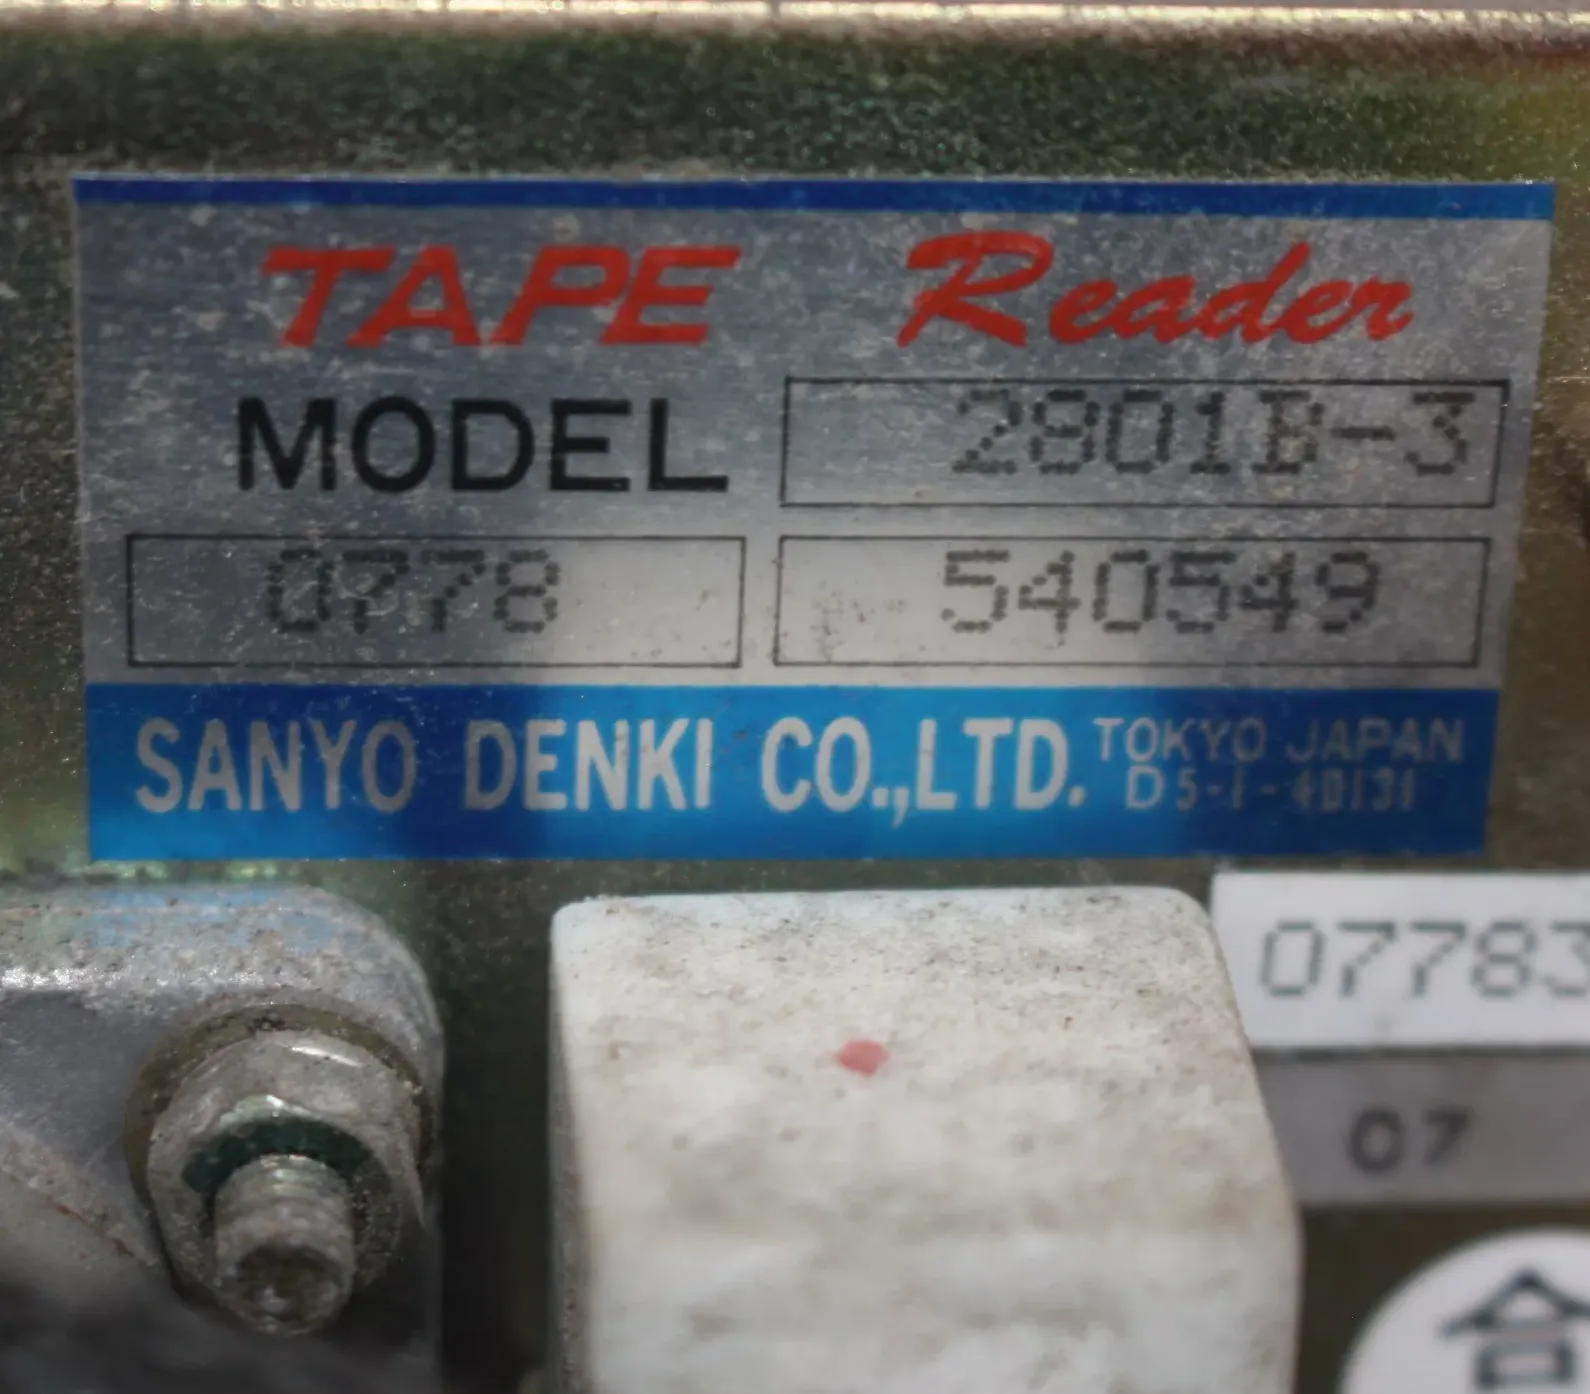 TAPE Reader
MODEL 2801B-3
0778 540549
SANYO DENKI CO.,LTD. TOKYO JAPAN
D5-1-40131
07783
07
合